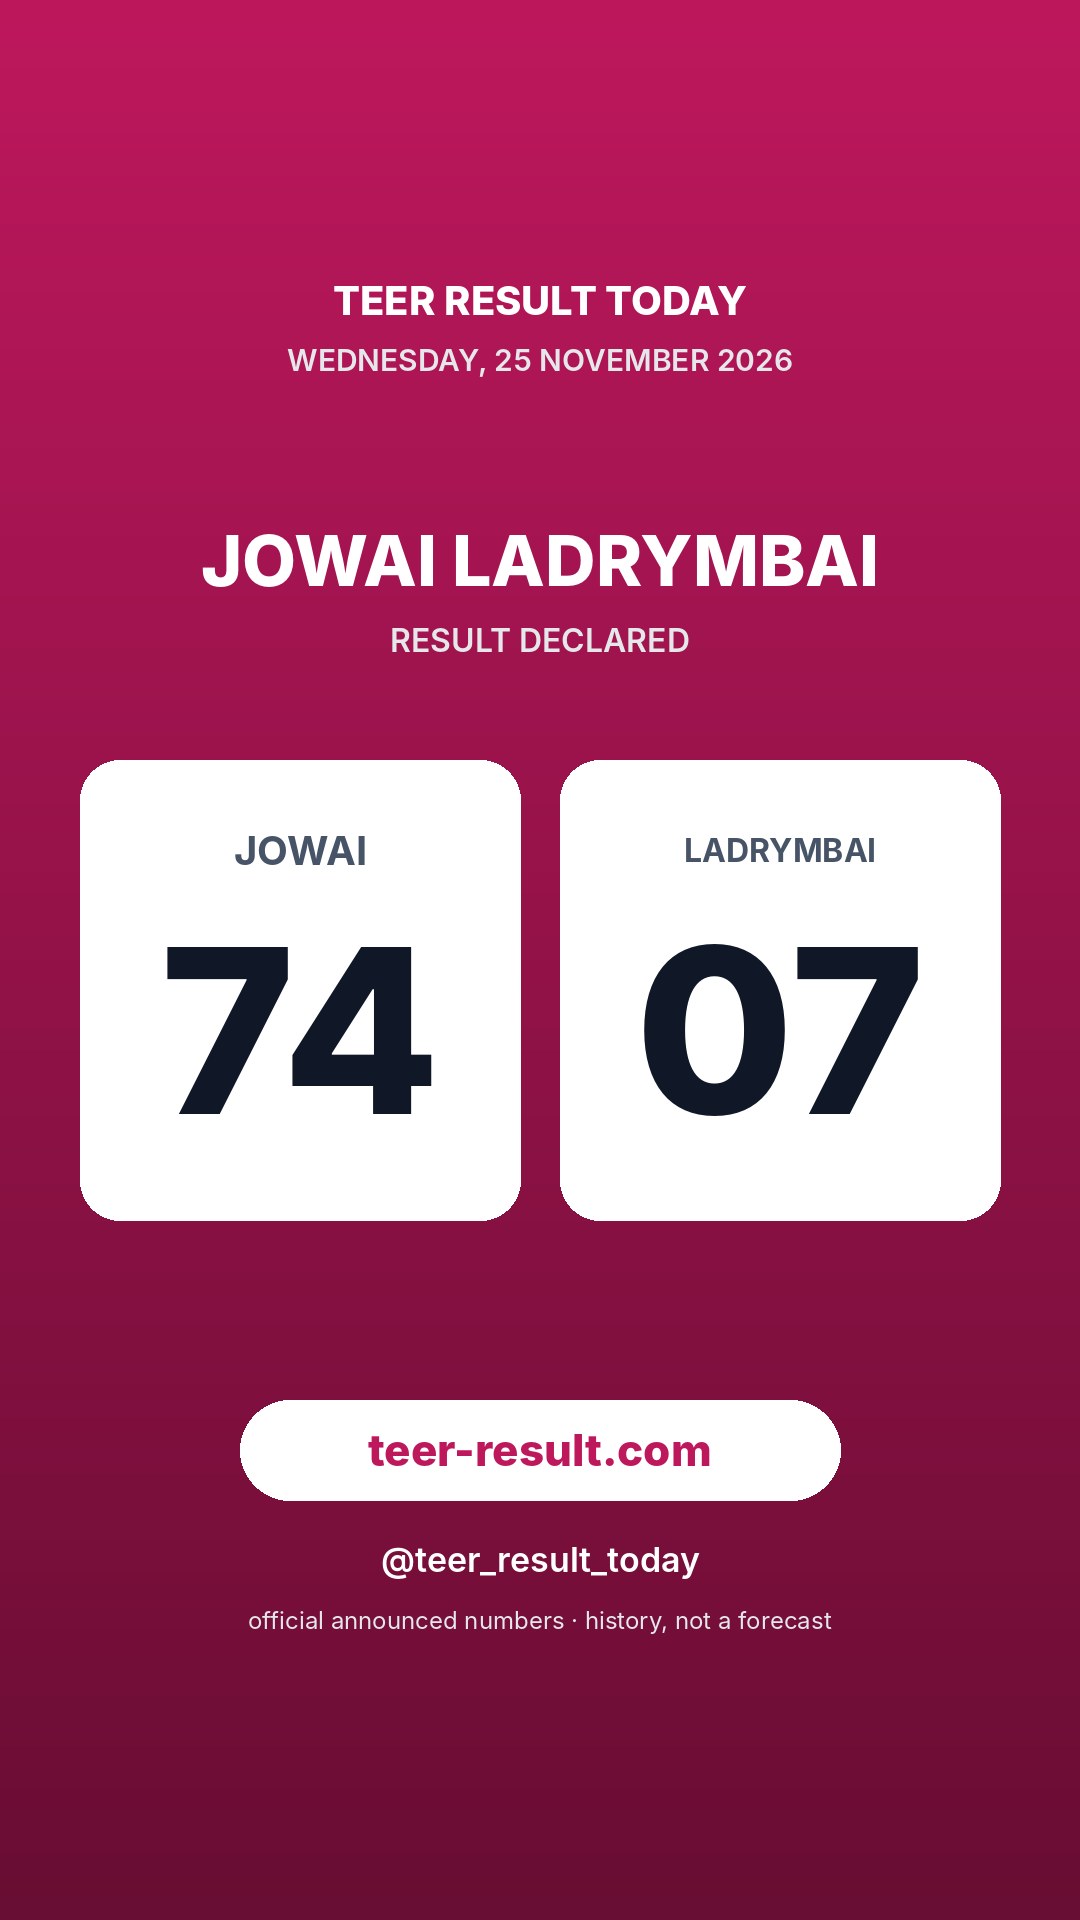 TEER RESULT TODAY
WEDNESDAY, 25 NOVEMBER 2026
JOWAI LADRYMBAI
RESULT DECLARED
JOWAI
74
LADRYMBAI
07
teer-result.com
@teer_result_today
official announced numbers · history, not a forecast